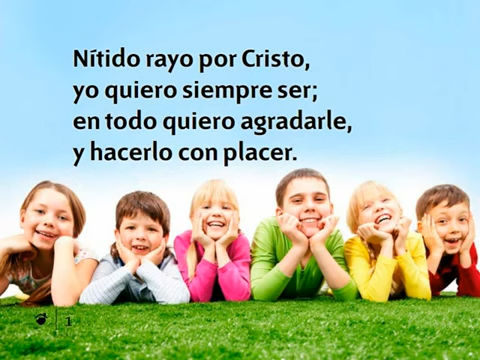 Nítido rayo por Cristo,
yo quiero siempre ser;
en todo quiero agradarle,
y hacerlo con placer.
1